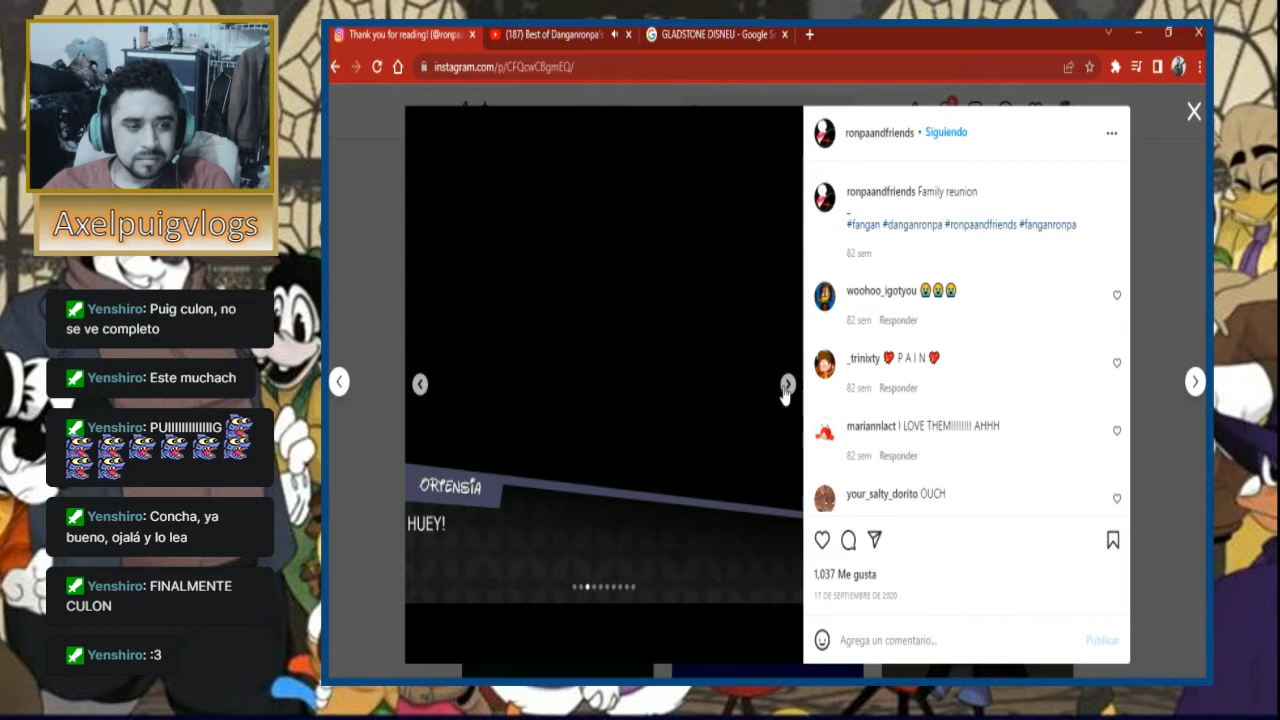 Axelpuigvlogs
Yenshiro: Puig culon, no
se ve completo
Yenshiro: Este muchach
Yenshiro: PUIIIIIIIIIIIIIG
Yenshiro: Concha, ya
bueno, ojalá y lo lea
Yenshiro: FINALMENTE
CULON
Yenshiro: :3
Thank you for reading! (@ronpa
(187) Best of Danganronpa's
GLADSTONE DISNEU - Google S
instagram.com/p/CFQcwC8gmEQ/
ORTENSIA
HUEY!
ronpaandfriends • Siguiendo
ronpaandfriends Family reunion
_
#fangan #danganronpa #ronpaandfriends #fanganronpa
82 sem
woohoo_igotyou 😭😭😭
82 sem Responder
_trinixty 💔 P A I N 💔
82 sem Responder
mariannlact I LOVE THEM!!!!!!!! AHHH
82 sem Responder
your_salty_dorito OUCH
1,037 Me gusta
17 DE SEPTIEMBRE DE 2020
Agrega un comentario...
Publicar